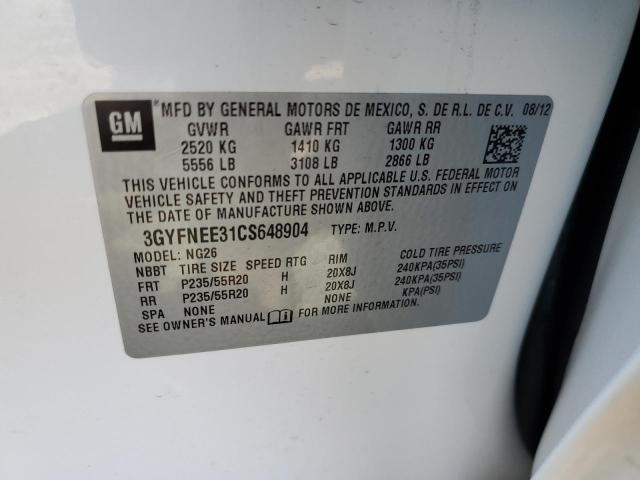 GM
*MFD BY GENERAL MOTORS DE MEXICO, S. DE R.L. DE C.V. 08/12
GVWR GAWR FRT GAWR RR
2520 KG 1410 KG 1300 KG
5556 LB 3108 LB 2866 LB
THIS VEHICLE CONFORMS TO ALL APPLICABLE U.S. FEDERAL MOTOR
VEHICLE SAFETY AND THEFT PREVENTION STANDARDS IN EFFECT ON
THE DATE OF MANUFACTURE SHOWN ABOVE.
3GYFNEE31CS648904 TYPE: M.P.V.
MODEL: NG26
NBBT TIRE SIZE SPEED RTG RIM COLD TIRE PRESSURE
FRT P235/55R20 H 20X8J 240KPA(35PSI)
RR P235/55R20 H 20X8J 240KPA(35PSI)
SPA NONE NONE KPA(PSI)
SEE OWNER'S MANUAL FOR MORE INFORMATION.